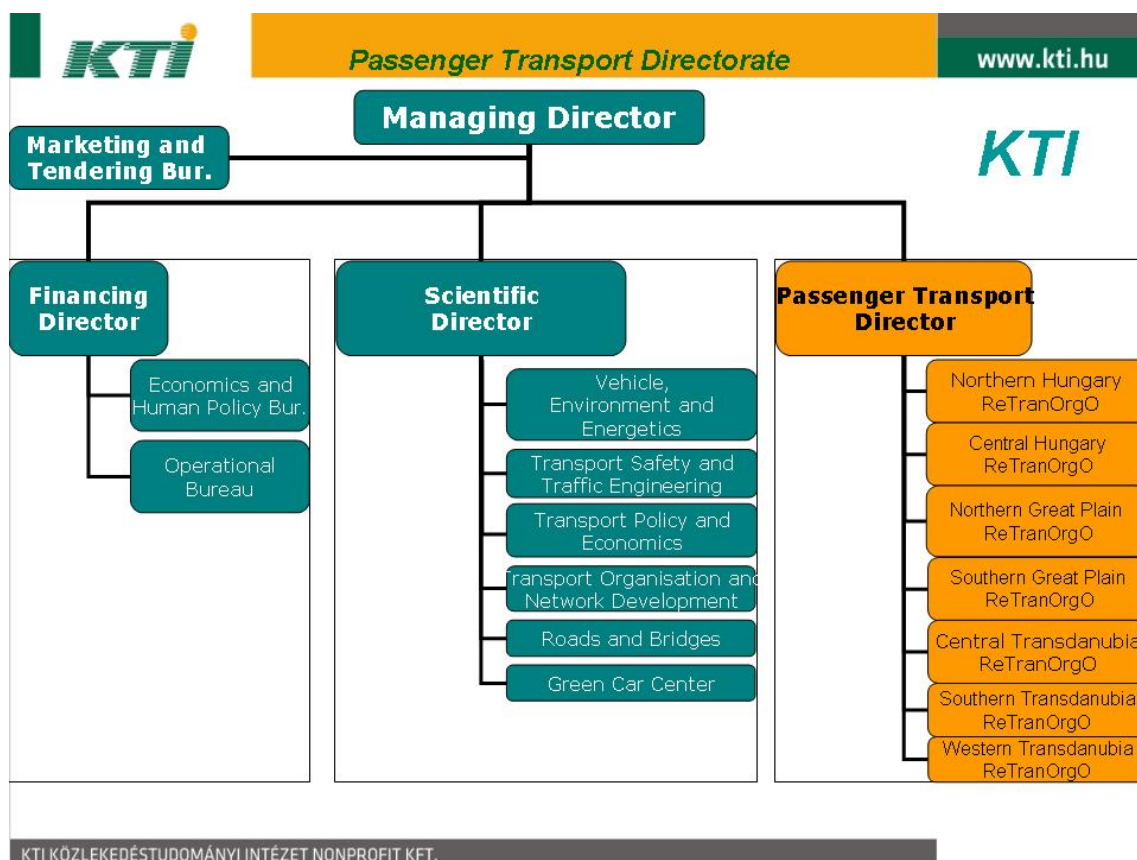 KTI
Passenger Transport Directorate
www.kti.hu
Managing Director
Marketing and
Tendering Bur.
KTI
Financing
Director
Economics and
Human Policy Bur.
Operational
Bureau
Scientific
Director
Vehicle,
Environment and
Energetics
Transport Safety and
Traffic Engineering
Transport Policy and
Economics
Transport Organisation and
Network Development
Roads and Bridges
Green Car Center
Passenger Transport
Director
Northern Hungary
ReTranOrgO
Central Hungary
ReTranOrgO
Northern Great Plain
ReTranOrgO
Southern Great Plain
ReTranOrgO
Central Transdanubia
ReTranOrgO
Southern Transdanubia
ReTranOrgO
Western Transdanubia
ReTranOrgO
KTI KÖZLEKEDÉSTUDOMÁNYI INTÉZET NONPROFIT KFT.